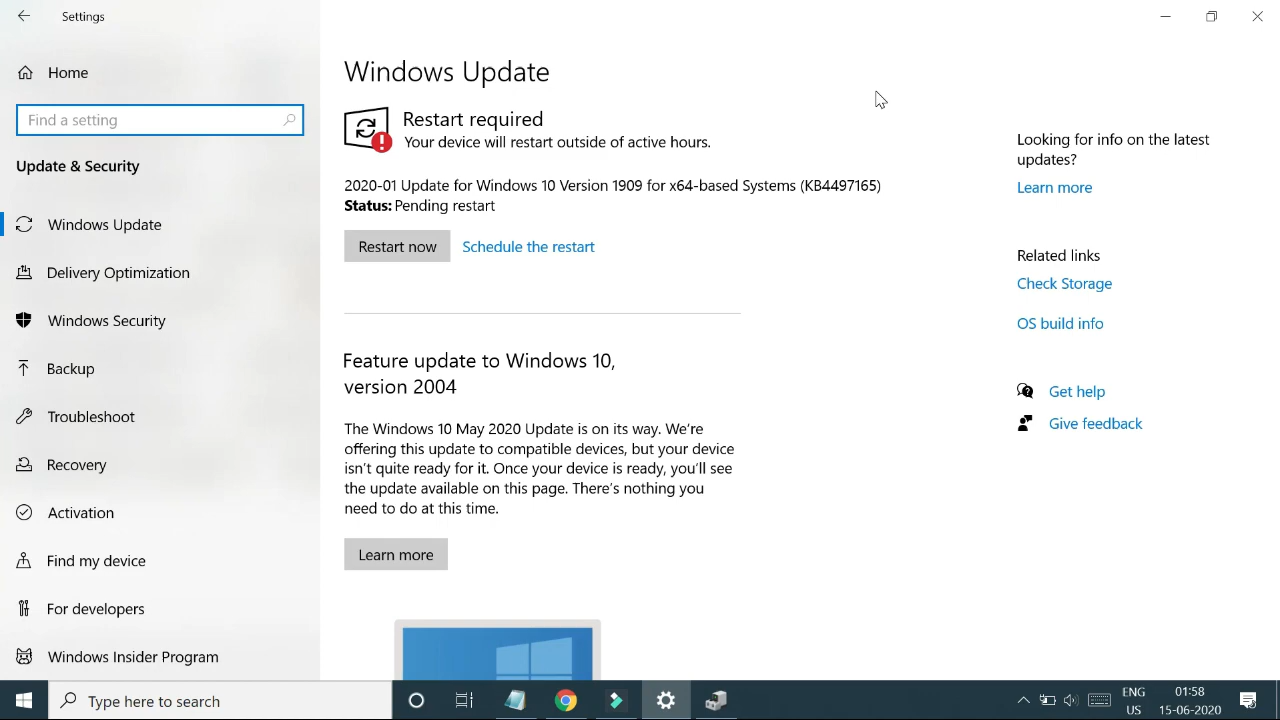 Settings
Home
Find a setting
Update & Security
Windows Update
Delivery Optimization
Windows Security
Backup
Troubleshoot
Recovery
Activation
Find my device
For developers
Windows Insider Program
Windows Update
Restart required
Your device will restart outside of active hours.
2020-01 Update for Windows 10 Version 1909 for x64-based Systems (KB4497165)
Status: Pending restart
Restart now
Schedule the restart
Feature update to Windows 10,
version 2004
The Windows 10 May 2020 Update is on its way. We're
offering this update to compatible devices, but your device
isn't quite ready for it. Once your device is ready, you'll see
the update available on this page. There's nothing you
need to do at this time.
Learn more
Looking for info on the latest
updates?
Learn more
Related links
Check Storage
OS build info
Get help
Give feedback
Type here to search
ENG
US
01:58
15-06-2020